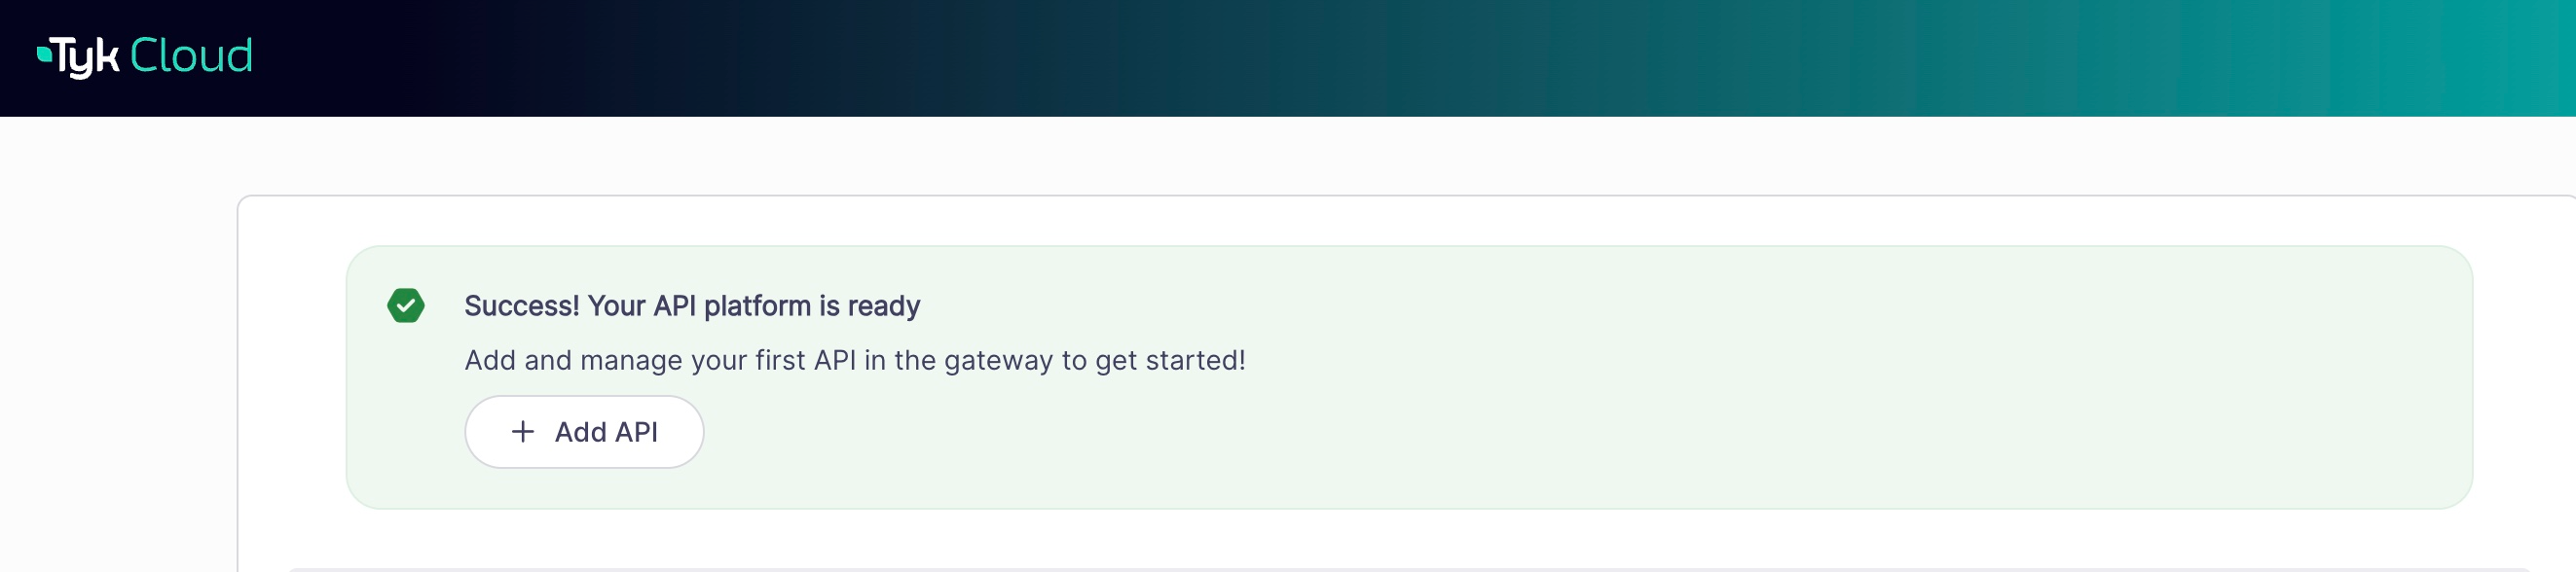 Tyk Cloud
Success! Your API platform is ready
Add and manage your first API in the gateway to get started!
+ Add API